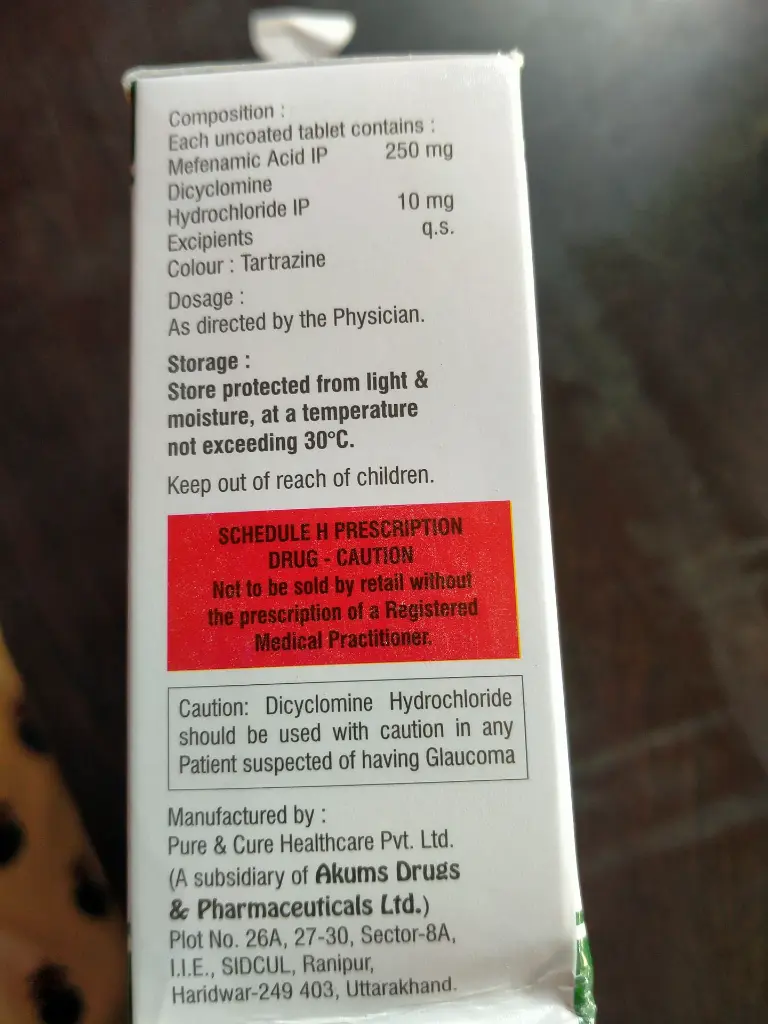 Composition :
Each uncoated tablet contains :
Mefenamic Acid IP 250 mg
Dicyclomine
Hydrochloride IP 10 mg
Excipients q.s.
Colour : Tartrazine
Dosage :
As directed by the Physician.
Storage :
Store protected from light &
moisture, at a temperature
not exceeding 30°C.
Keep out of reach of children.
SCHEDULE H PRESCRIPTION
DRUG - CAUTION
Not to be sold by retail without
the prescription of a Registered
Medical Practitioner.
Caution: Dicyclomine Hydrochloride
should be used with caution in any
Patient suspected of having Glaucoma
Manufactured by :
Pure & Cure Healthcare Pvt. Ltd.
(A subsidiary of Akums Drugs
& Pharmaceuticals Ltd.)
Plot No. 26A, 27-30, Sector-8A,
I.I.E., SIDCUL, Ranipur,
Haridwar-249 403, Uttarakhand.